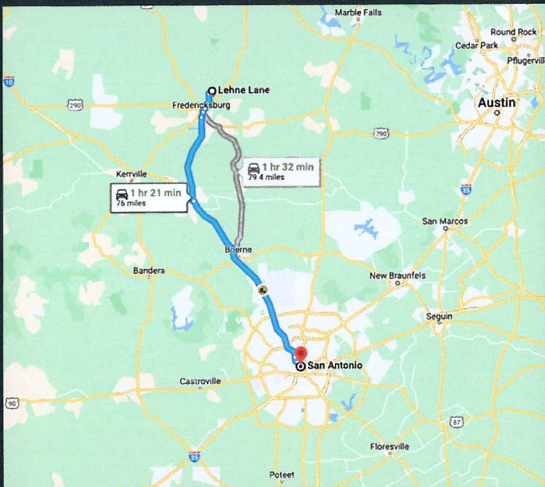 Marble Falls
Round Rock
Cedar Park
Pflugervil
Lehne Lane
Fredericksburg
290
10
Austin
290
1 hr 32 min
79.4 miles
Kerrville
1 hr 21 min
76 miles
35
San Marcos
Boerne
Bandera
New Braunfels
Seguin
San Antonio
Castroville
90
87
Floresville
35
Poteet